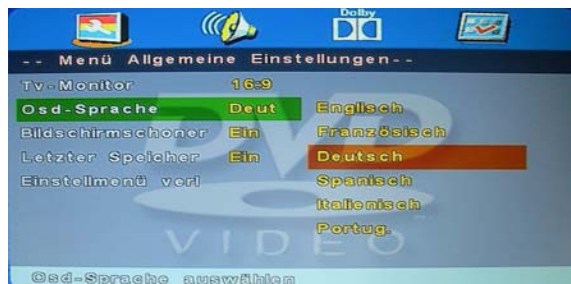 Dolby
-- Menü Allgemeine Einstellungen--
Tv-Monitor 16:9
Osd-Sprache Deut Englisch
Bildschirmschoner Ein Französisch
Letzter Speicher Ein Deutsch
Einstellmenü verl Spanisch
Italienisch
Portug.
DVD
VIDEO
Osd-Sprache auswählen